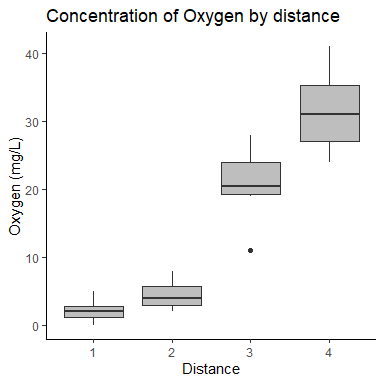 Concentration of Oxygen by distance
Oxygen (mg/L)
40
30
20
10
0
1 2 3 4
Distance